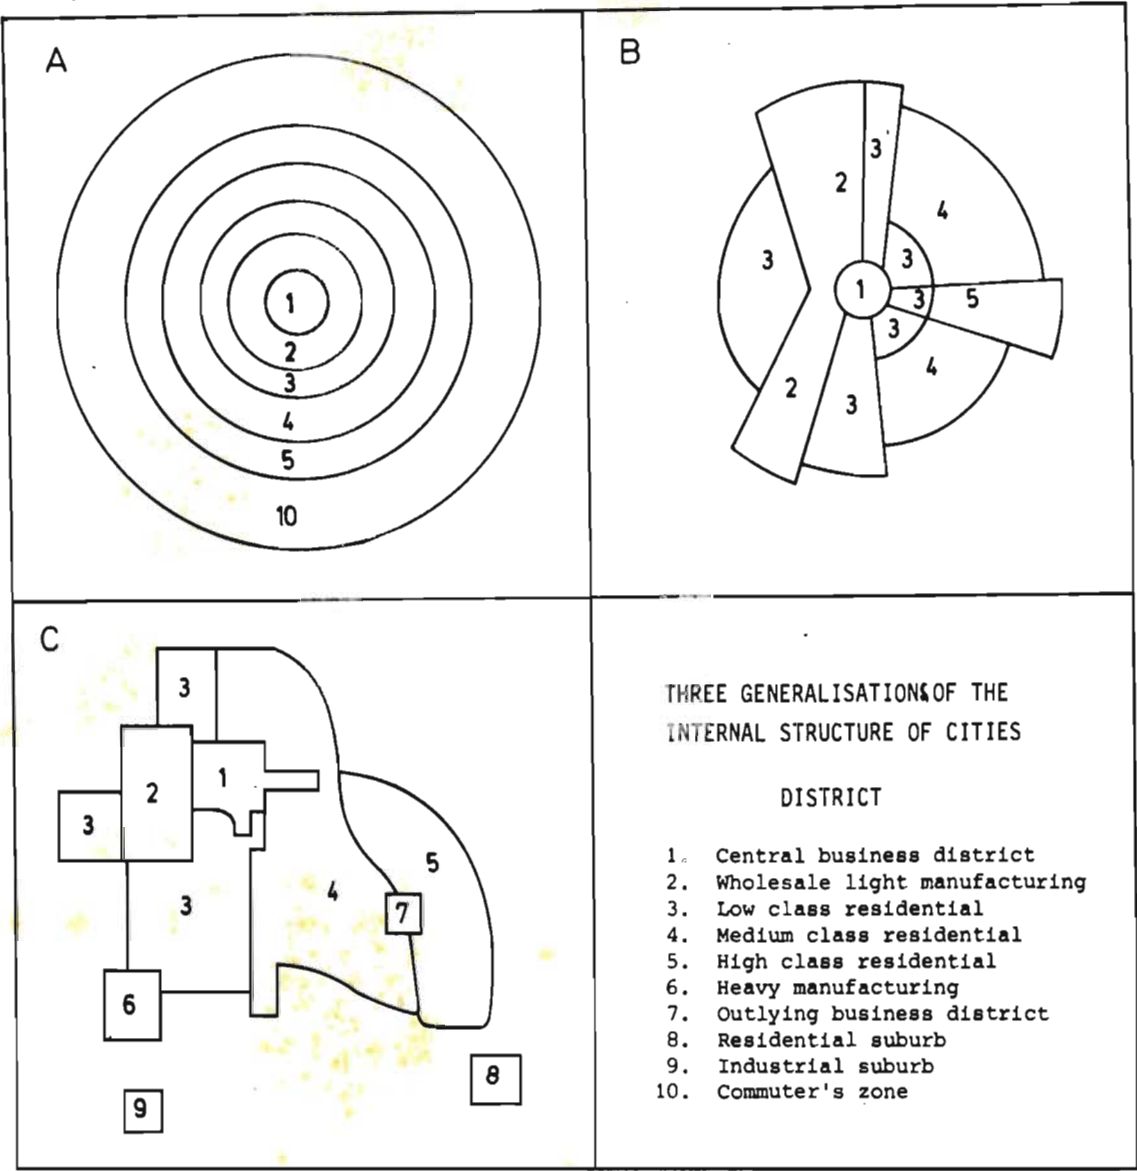 A
1
2
3
4
5
10
B
3
2
4
3
3
1
3
5
3
4
2
3
C
3
1
2
3
5
4
3
7
6
8
9
THREE GENERALISATIONS OF THE
INTERNAL STRUCTURE OF CITIES
DISTRICT
1. Central business district
2. Wholesale light manufacturing
3. Low class residential
4. Medium class residential
5. High class residential
6. Heavy manufacturing
7. Outlying business district
8. Residential suburb
9. Industrial suburb
10. Commuter's zone